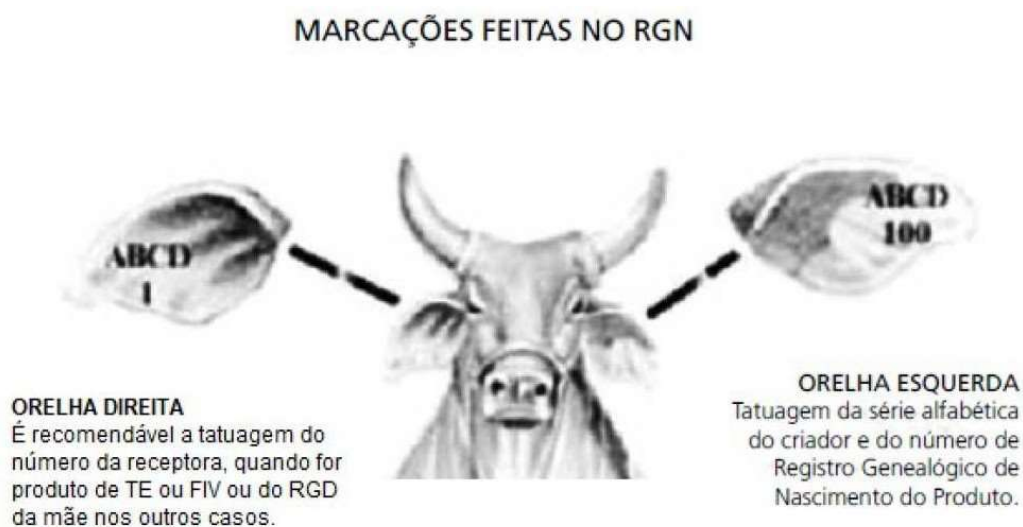 MARCAÇÕES FEITAS NO RGN
ABCD
1
ABCD
100
ORELHA DIREITA
É recomendável a tatuagem do
número da receptora, quando for
produto de TE ou FIV ou do RGD
da mãe nos outros casos.
ORELHA ESQUERDA
Tatuagem da série alfabética
do criador e do número de
Registro Genealógico de
Nascimento do Produto.